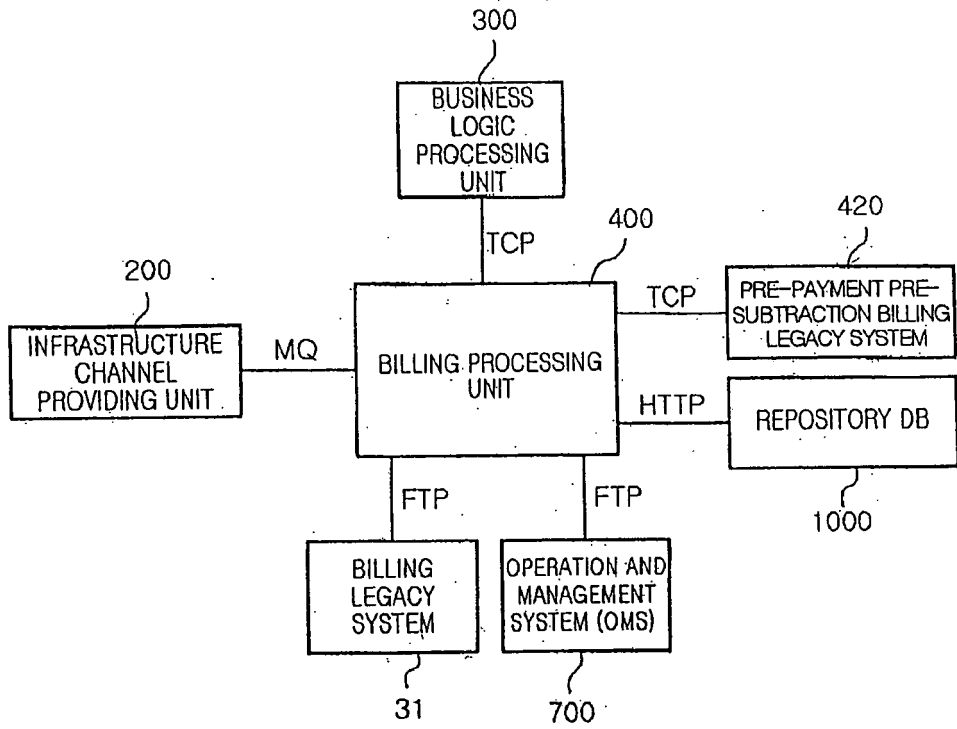 300
BUSINESS
LOGIC
PROCESSING
UNIT
TCP
400
420
200
TCP
PRE-PAYMENT PRE-
SUBTRACTION BILLING
LEGACY SYSTEM
INFRASTRUCTURE
CHANNEL
PROVIDING UNIT
MQ
BILLING PROCESSING
UNIT
HTTP
REPOSITORY DB
1000
FTP
FTP
BILLING
LEGACY
SYSTEM
OPERATION AND
MANAGEMENT
SYSTEM (OMS)
31
700